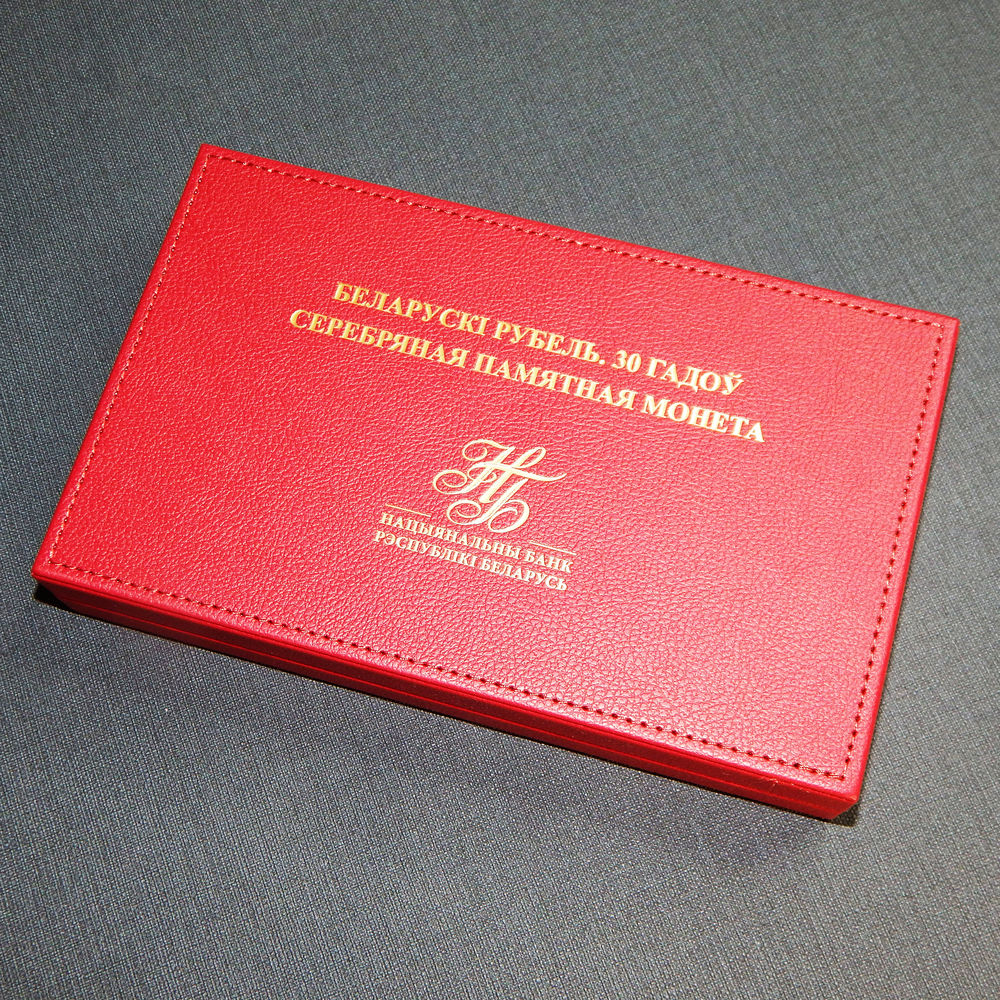 БЕЛАРУСКІ РУБЕЛЬ. 30 ГАДОЎ
СЕРЕБРЯНАЯ ПАМЯТНАЯ МОНЕТА
НБ
НАЦЫЯНАЛЬНЫ БАНК
РЭСПУБЛІКІ БЕЛАРУСЬ